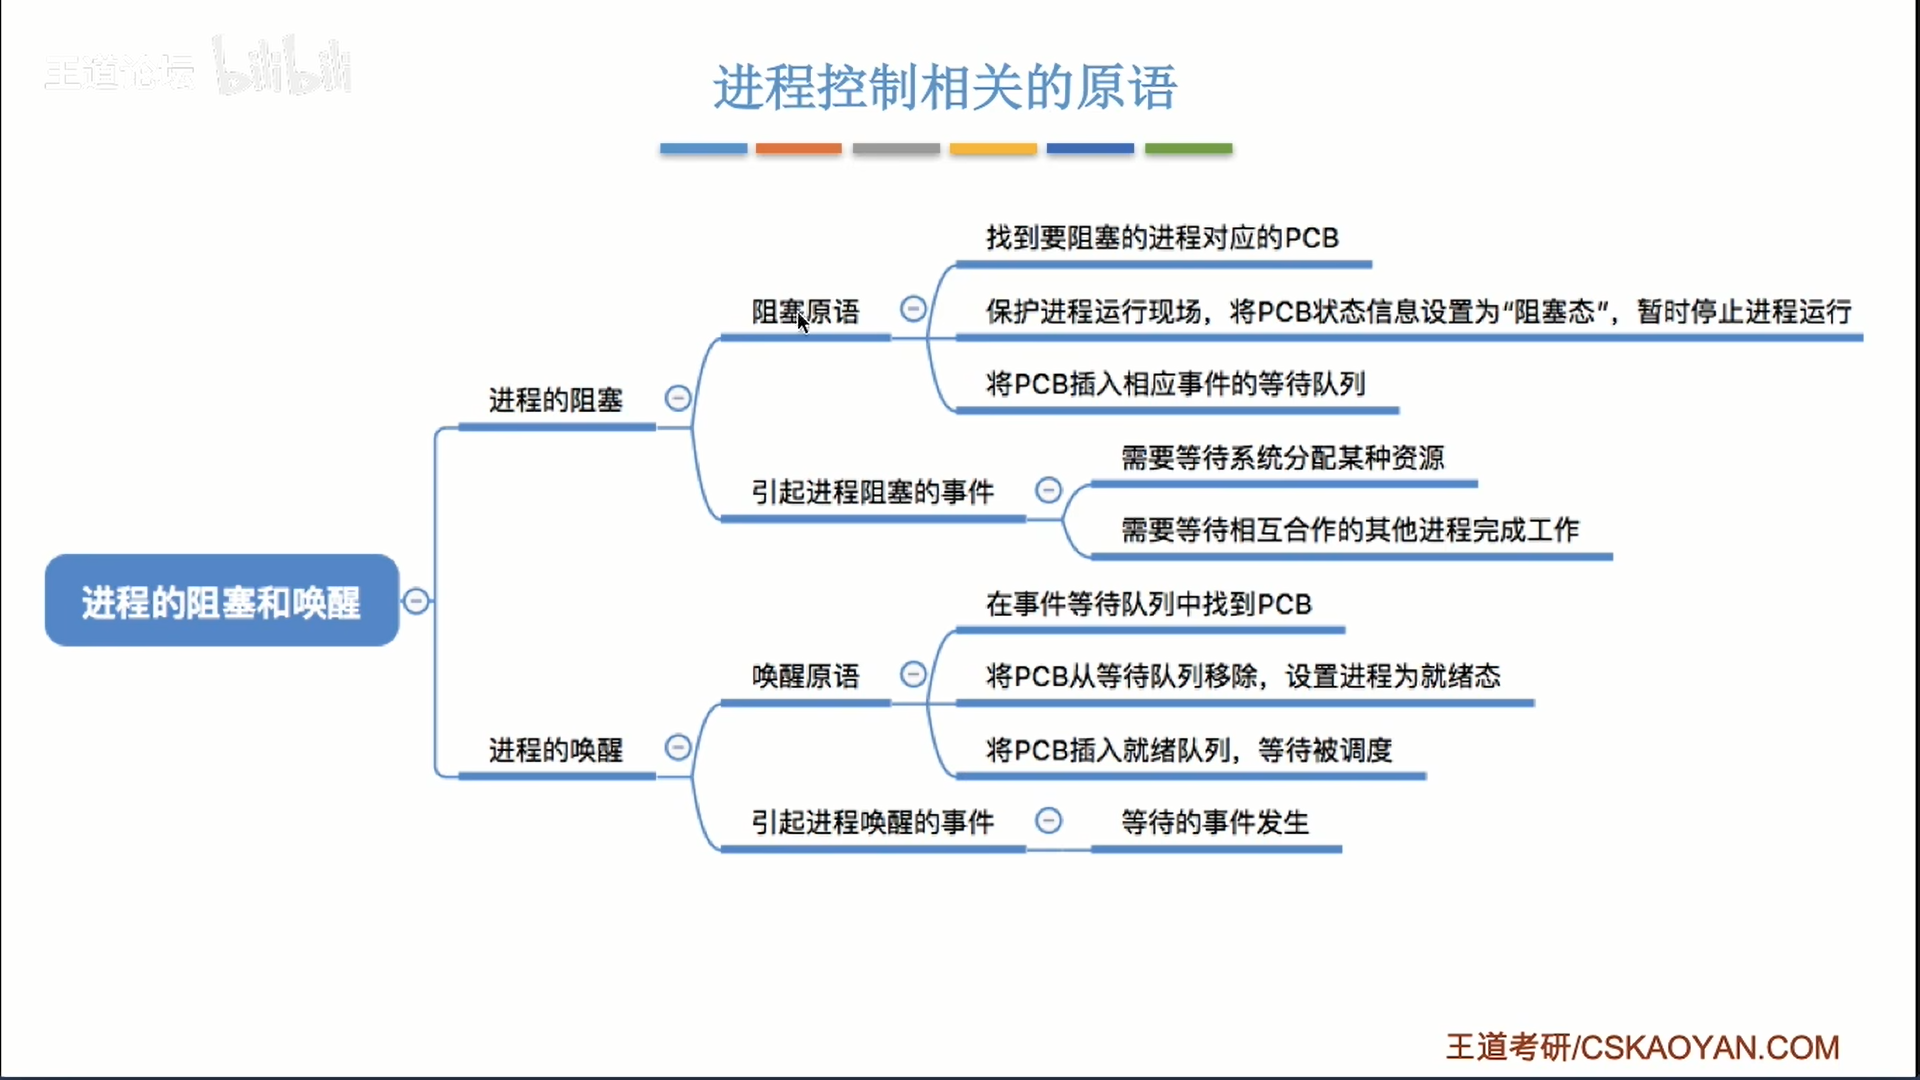 王道论坛 bilibili
进程控制相关的原语
找到要阻塞的进程对应的PCB
阻塞原语
保护进程运行现场，将PCB状态信息设置为“阻塞态”，暂时停止进程运行
将PCB插入相应事件的等待队列
进程的阻塞
需要等待系统分配某种资源
引起进程阻塞的事件
需要等待相互合作的其他进程完成工作
进程的阻塞和唤醒
在事件等待队列中找到PCB
唤醒原语
将PCB从等待队列移除，设置进程为就绪态
进程的唤醒
将PCB插入就绪队列，等待被调度
引起进程唤醒的事件
等待的事件发生
王道考研/CSKAOYAN.COM